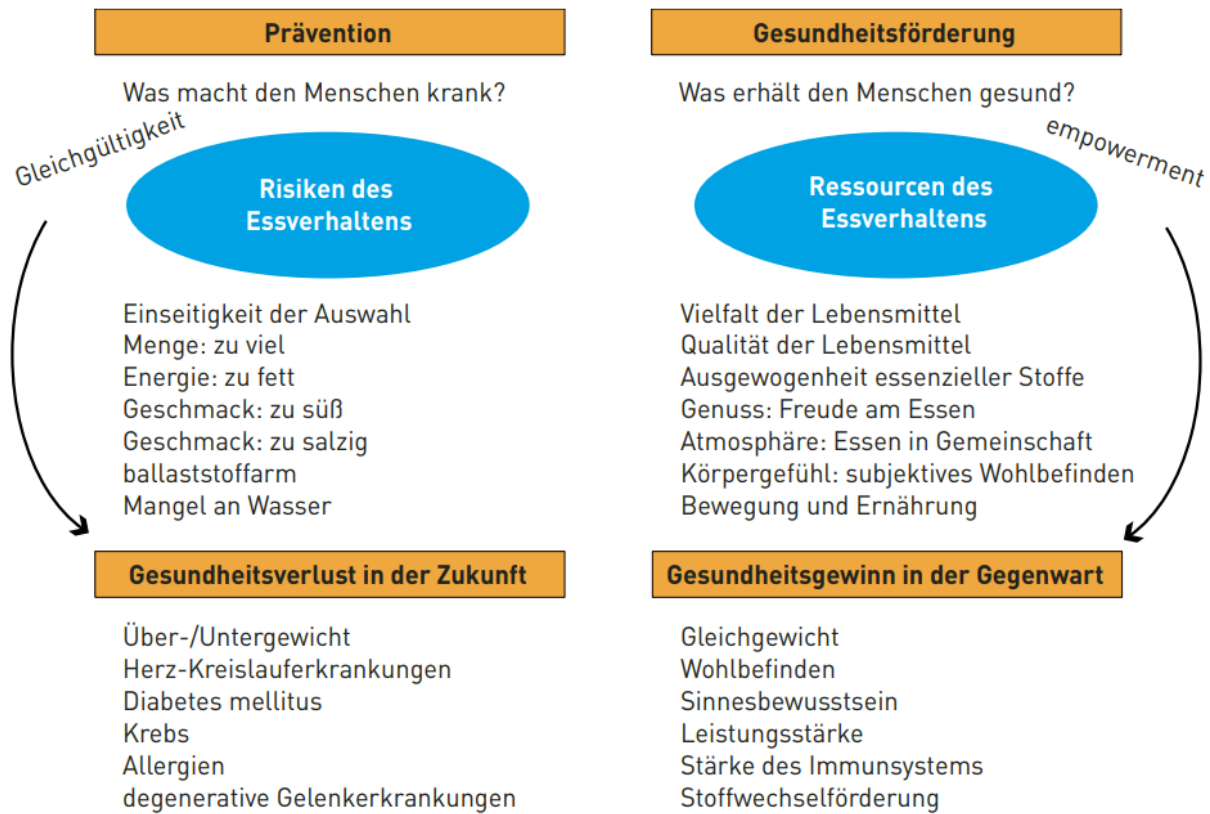 Prävention
Was macht den Menschen krank?
Gleichgültigkeit
Risiken des
Essverhaltens
Einseitigkeit der Auswahl
Menge: zu viel
Energie: zu fett
Geschmack: zu süß
Geschmack: zu salzig
ballaststoffarm
Mangel an Wasser
Gesundheitsverlust in der Zukunft
Über-/Untergewicht
Herz-Kreislauferkrankungen
Diabetes mellitus
Krebs
Allergien
degenerative Gelenkerkrankungen
Gesundheitsförderung
Was erhält den Menschen gesund?
empowerment
Ressourcen des
Essverhaltens
Vielfalt der Lebensmittel
Qualität der Lebensmittel
Ausgewogenheit essenzieller Stoffe
Genuss: Freude am Essen
Atmosphäre: Essen in Gemeinschaft
Körpergefühl: subjektives Wohlbefinden
Bewegung und Ernährung
Gesundheitsgewinn in der Gegenwart
Gleichgewicht
Wohlbefinden
Sinnesbewusstsein
Leistungsstärke
Stärke des Immunsystems
Stoffwechselförderung